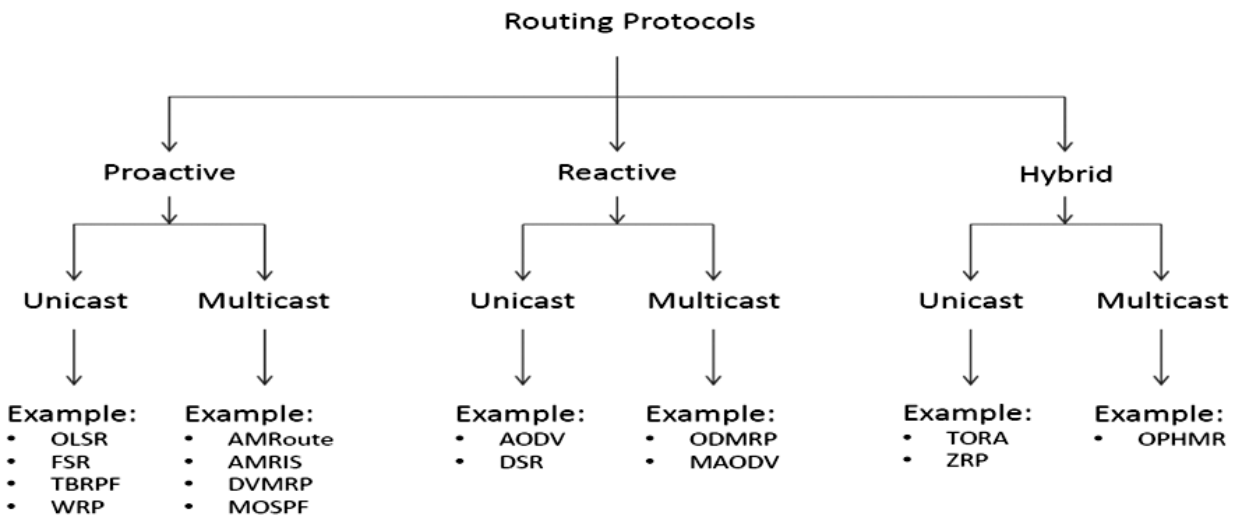 Routing Protocols
Proactive
Reactive
Hybrid
Unicast
Multicast
Unicast
Multicast
Unicast
Multicast
Example:
• OLSR
• FSR
• TBRPF
• WRP
Example:
• AMRoute
• AMRIS
• DVMRP
• MOSPF
Example:
• AODV
• DSR
Example:
• ODMRP
• MAODV
Example:
• TORA
• ZRP
Example:
• OPHMR